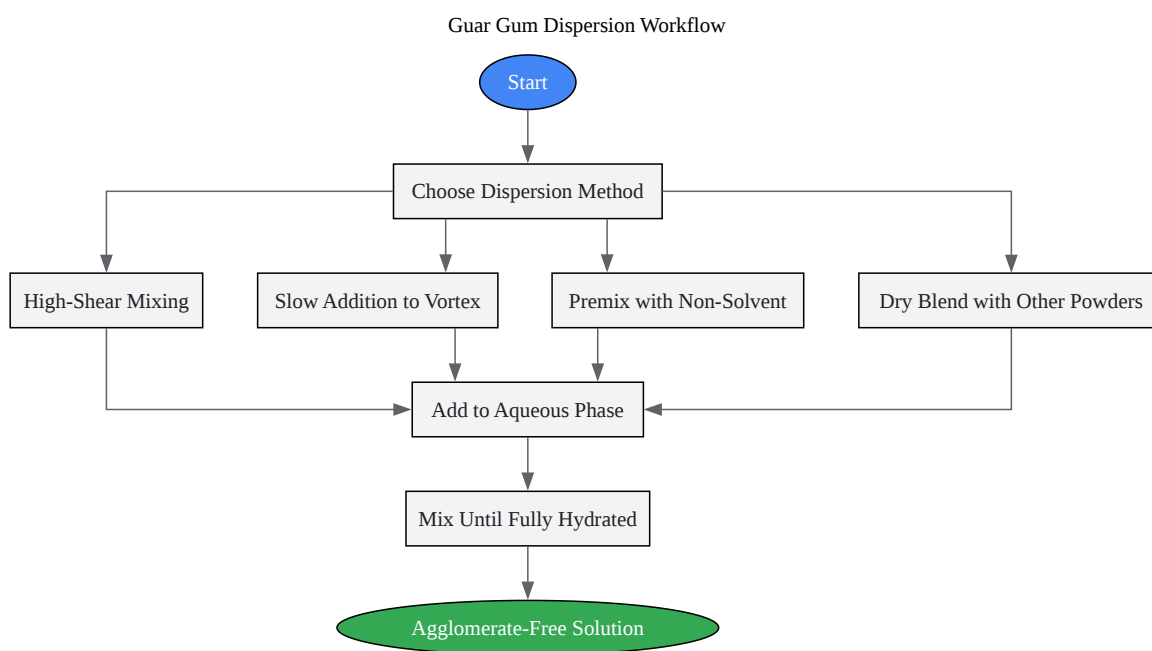 Guar Gum Dispersion Workflow
Start
Choose Dispersion Method
High-Shear Mixing
Slow Addition to Vortex
Premix with Non-Solvent
Dry Blend with Other Powders
Add to Aqueous Phase
Mix Until Fully Hydrated
Agglomerate-Free Solution